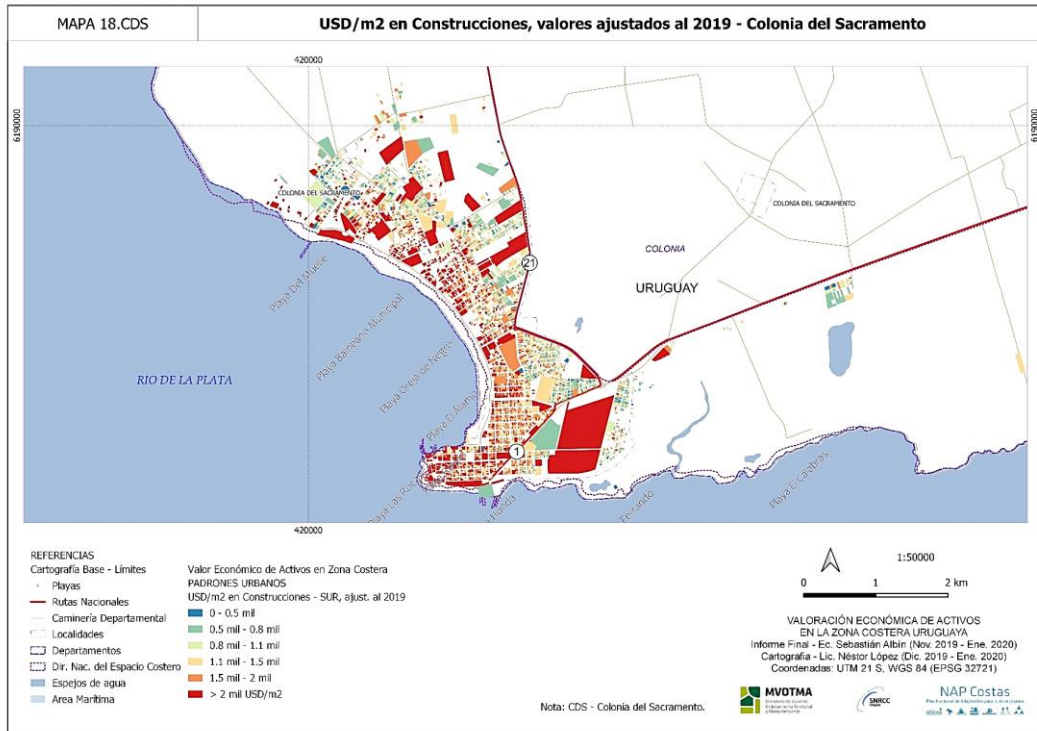 MAPA 18.CDS
USD/m2 en Construcciones, valores ajustados al 2019 - Colonia del Sacramento
420000
6190000
6190000
COLONIA DEL SACRAMENTO
COLONIA DEL SACRAMENTO
COLONIA
21
URUGUAY
Playa Del Muelle
Playa Balneario Municipal
Playa Oreja de Negro
RIO DE LA PLATA
Playa El Álamo
1
Playa Las
Ferrando
Playa El Calabres
420000
REFERENCIAS
Cartografía Base - Límites
Playas
Rutas Nacionales
Caminería Departamental
Localidades
Departamentos
Dir. Nac. del Espacio Costero
Espejos de agua
Area Marítima
Valor Económico de Activos en Zona Costera
PADRONES URBANOS
USD/m2 en Construcciones - SUR, ajust. al 2019
0 - 0.5 mil
0.5 mil - 0.8 mil
0.8 mil - 1.1 mil
1.1 mil - 1.5 mil
1.5 mil - 2 mil
> 2 mil USD/m2
1:50000
0 1 2 km
VALORACIÓN ECONÓMICA DE ACTIVOS
EN LA ZONA COSTERA URUGUAYA
Informe Final - Ec. Sebastián Albín (Nov. 2019 - Ene. 2020)
Cartografía - Lic. Néstor López (Dic. 2019 - Ene. 2020)
Coordenadas: UTM 21 S, WGS 84 (EPSG 32721)
Nota: CDS - Colonia del Sacramento.
MVOTMA
SNRCC
NAP Costas